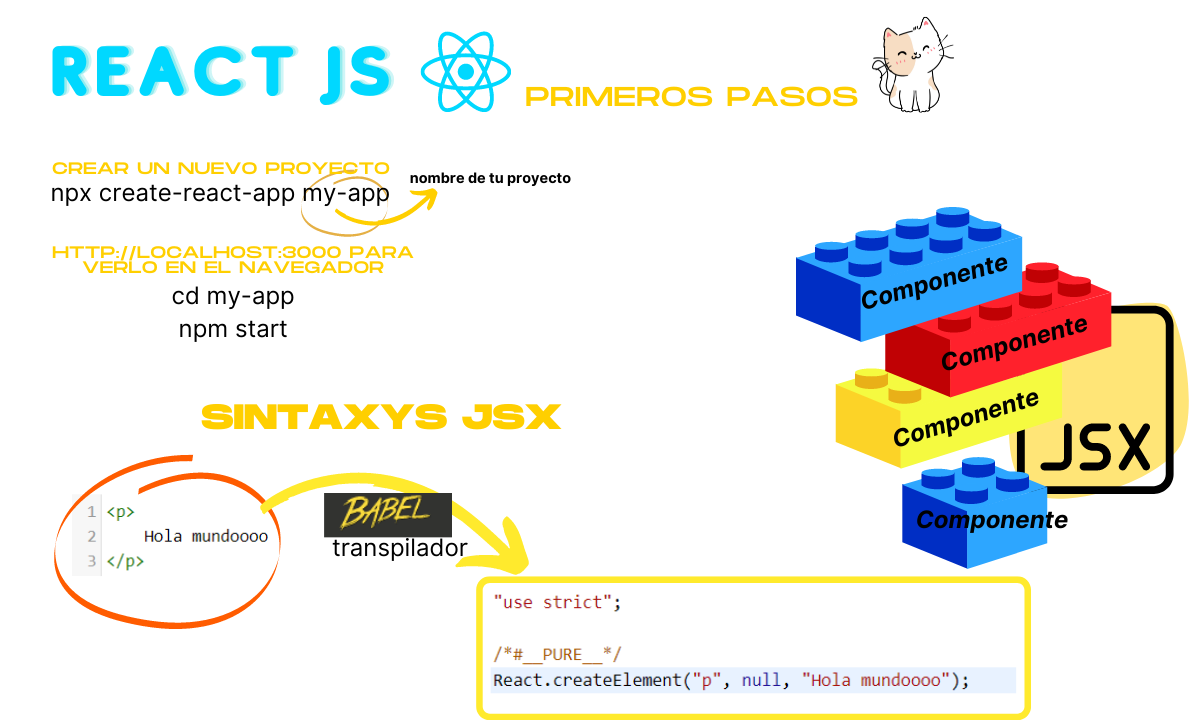 REACT JS
PRIMEROS PASOS
CREAR UN NUEVO PROYECTO
npx create-react-app my-app
nombre de tu proyecto
HTTP://LOCALHOST:3000 PARA
VERLO EN EL NAVEGADOR
cd my-app
npm start
Componente
Componente
Componente
JSX
Componente
SINTAXYS JSX
1 <p>
2 Hola mundoooo
3 </p>
BABEL
transpilador
"use strict";
/*#__PURE__*/
React.createElement("p", null, "Hola mundoooo");